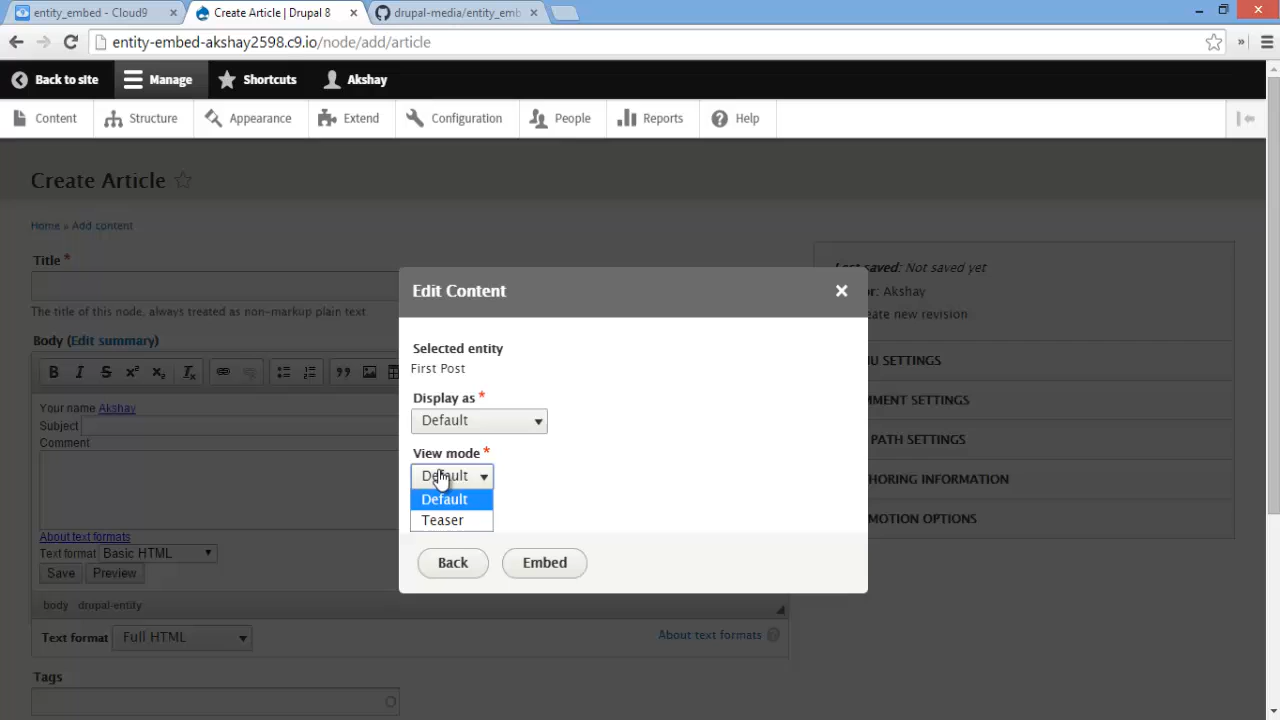 entity_embed - Cloud9
Create Article | Drupal 8
drupal-media/entity_emb
entity-embed-akshay2598.c9.io/node/add/article
Back to site
Manage
Shortcuts
Akshay
Content
Structure
Appearance
Extend
Configuration
People
Reports
Help
Create Article
Home » Add content
Title *
The title of this node, always treated as non-markup plain text
Body (Edit summary)
Your name Akshay
Subject
Comment
About text formats
Text format Basic HTML
Save Preview
body drupal-entity
Text format Full HTML
About text formats
Tags
Last saved: Not saved yet
or: Akshay
eate new revision
NU SETTINGS
MMENT SETTINGS
PATH SETTINGS
HORING INFORMATION
MOTION OPTIONS
Edit Content
Selected entity
First Post
Display as *
Default
View mode *
Default
Default
Teaser
Back
Embed